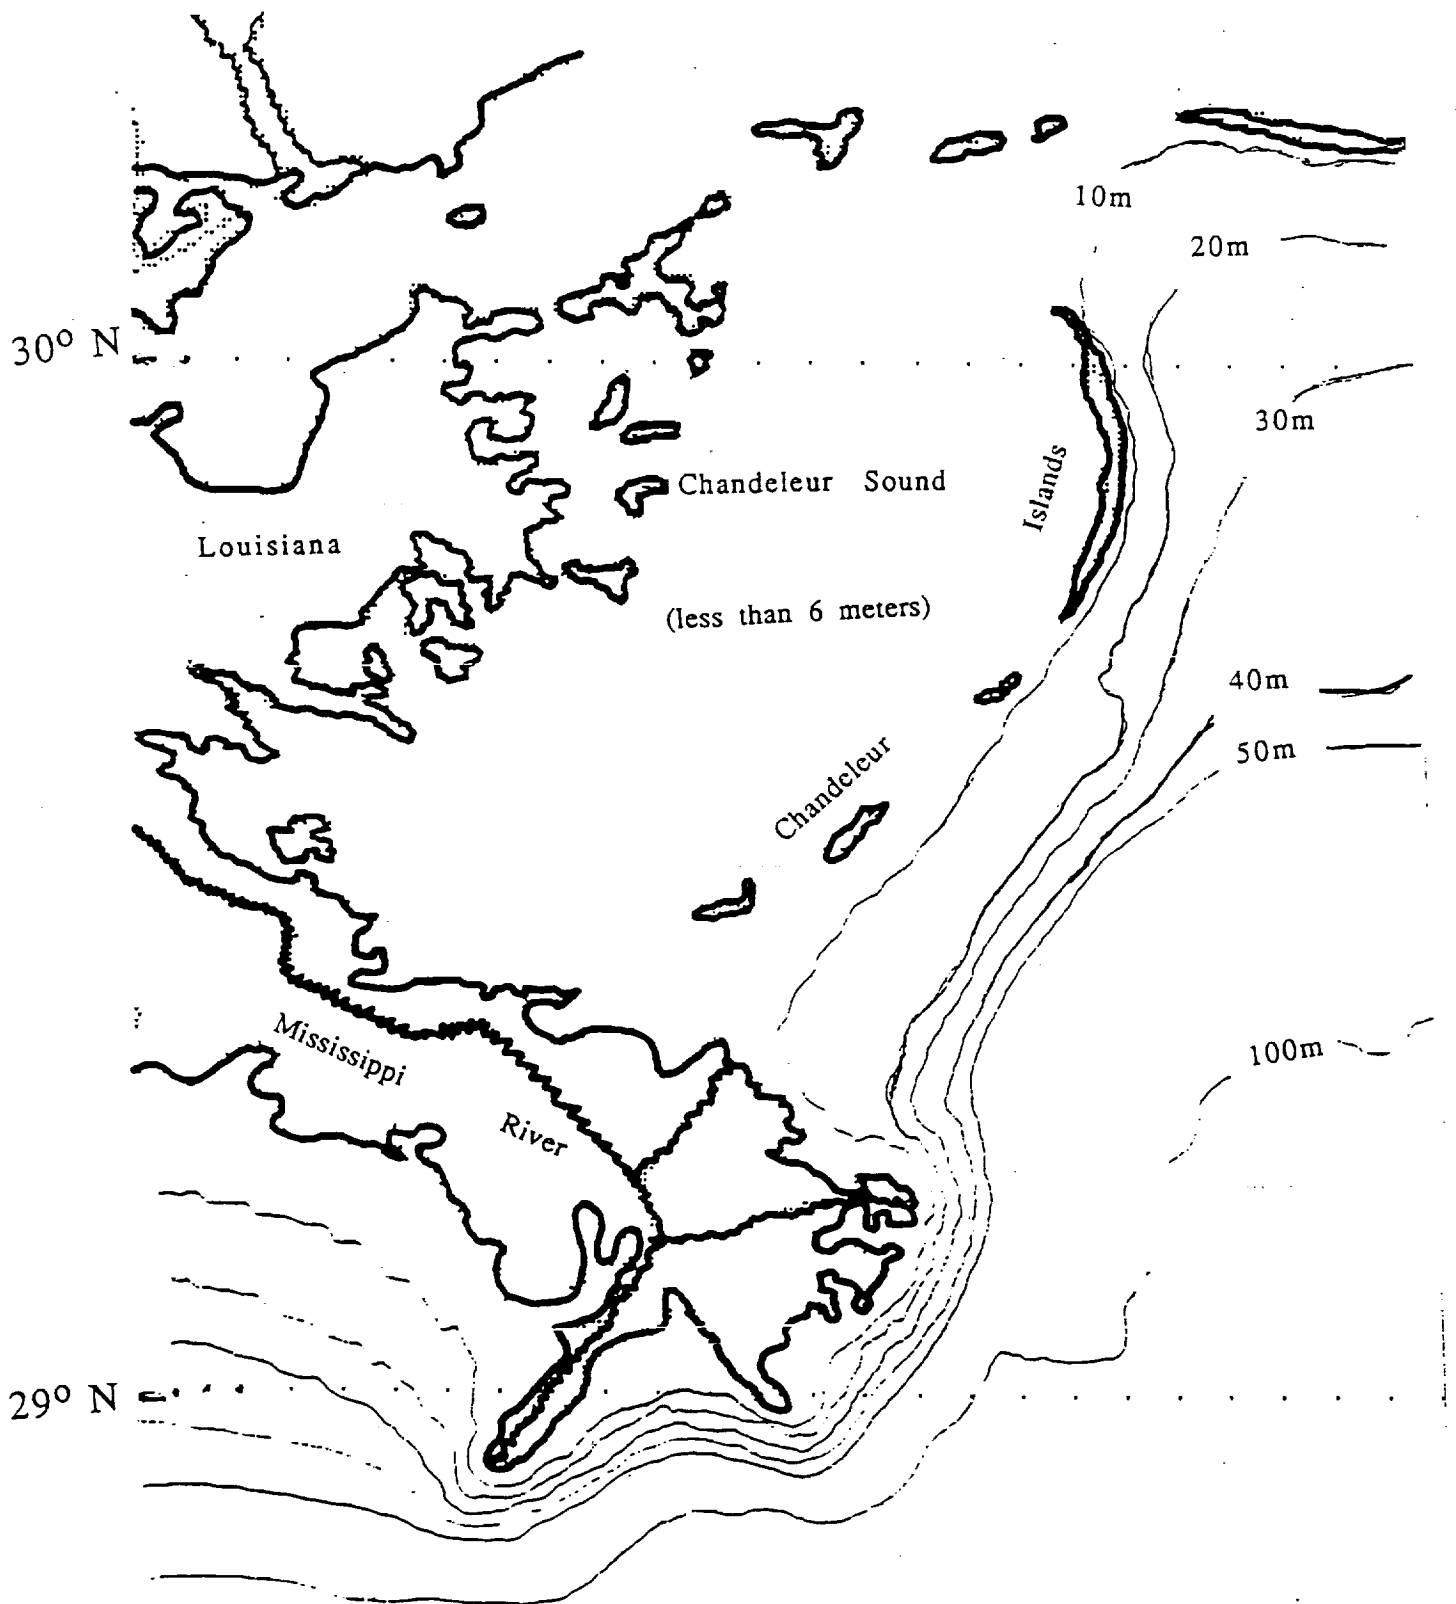 10m
20m
30° N
30m
Islands
Chandeleur Sound
Louisiana
(less than 6 meters)
40m
50m
Chandeleur
Mississippi
River
100m
29° N